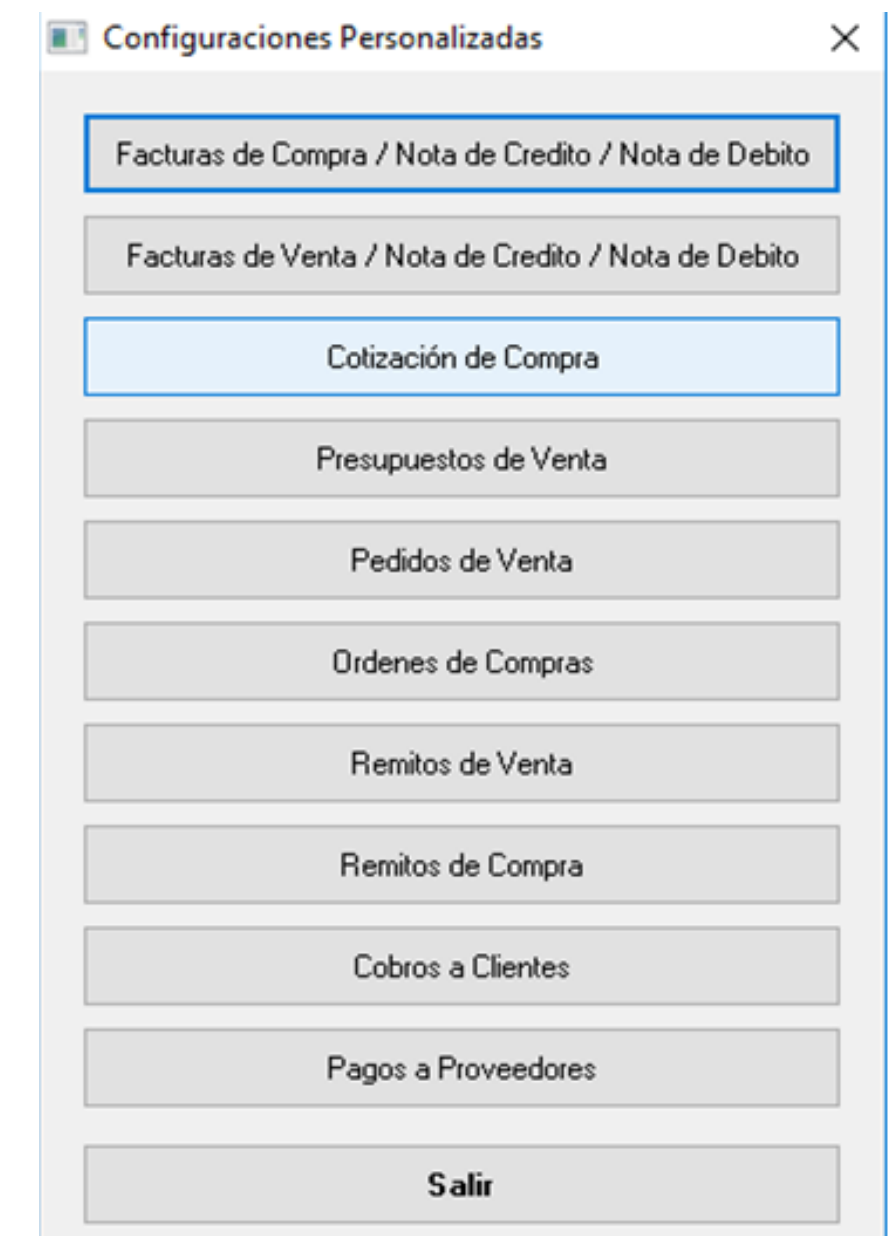 Configuraciones Personalizadas
Facturas de Compra / Nota de Credito / Nota de Debito
Facturas de Venta / Nota de Credito / Nota de Debito
Cotización de Compra
Presupuestos de Venta
Pedidos de Venta
Ordenes de Compras
Remitos de Venta
Remitos de Compra
Cobros a Clientes
Pagos a Proveedores
Salir